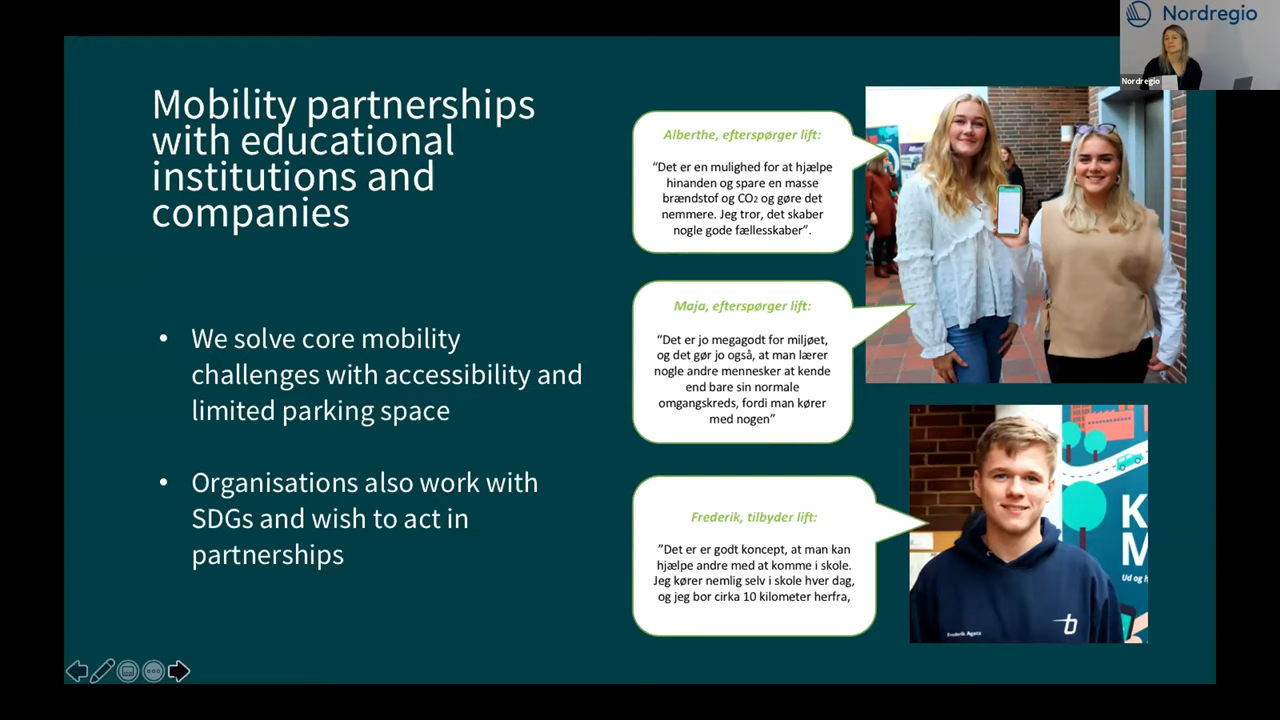 Nordregio
Nordregio
Mobility partnerships
with educational
institutions and
companies
• We solve core mobility
challenges with accessibility and
limited parking space
• Organisations also work with
SDGs and wish to act in
partnerships
Alberthe, efterspørger lift:
“Det er en mulighed for at hjælpe
hinanden og spare en masse
brændstof og CO₂ og gøre det
nemmere. Jeg tror, det skaber
nogle gode fællesskaber”.
Maja, efterspørger lift:
“Det er jo megagodt for miljøet,
og det gør jo også, at man lærer
nogle andre mennesker at kende
end bare sin normale
omgangskreds, fordi man kører
med nogen”
Frederik, tilbyder lift:
”Det er er godt koncept, at man kan
hjælpe andre med at komme i skole.
Jeg kører nemlig selv i skole hver dag,
og jeg bor cirka 10 kilometer herfra,
K
M
Ud og h
Frederik Agatz
b